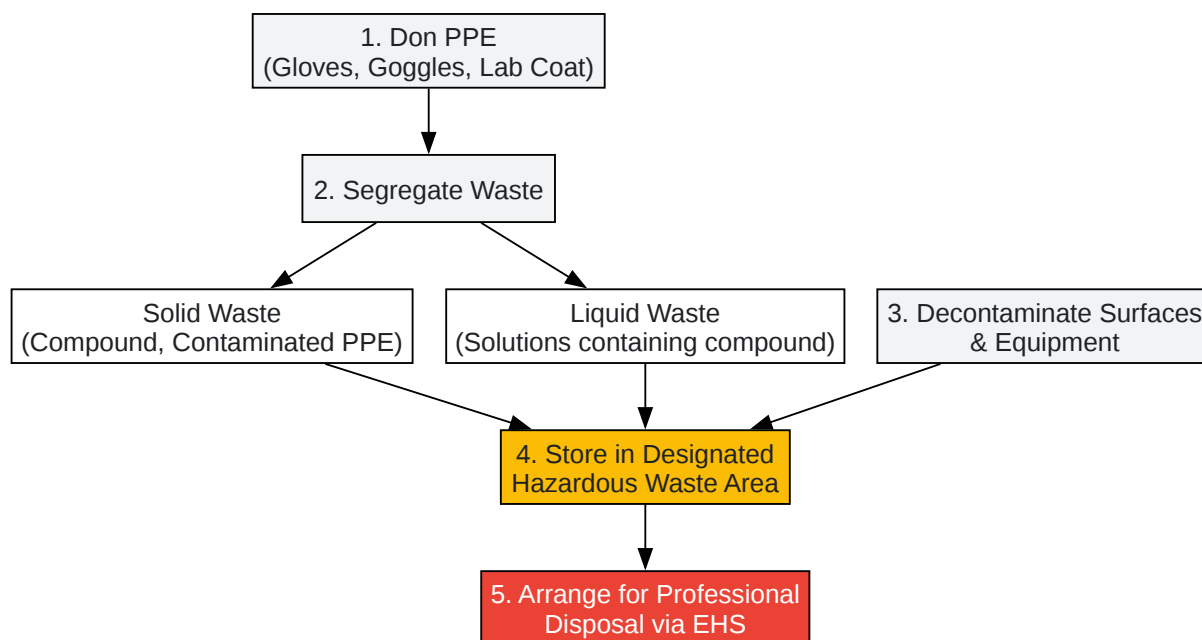 1. Don PPE
(Gloves, Goggles, Lab Coat)
2. Segregate Waste
Solid Waste
(Compound, Contaminated PPE)
Liquid Waste
(Solutions containing compound)
3. Decontaminate Surfaces
& Equipment
4. Store in Designated
Hazardous Waste Area
5. Arrange for Professional
Disposal via EHS